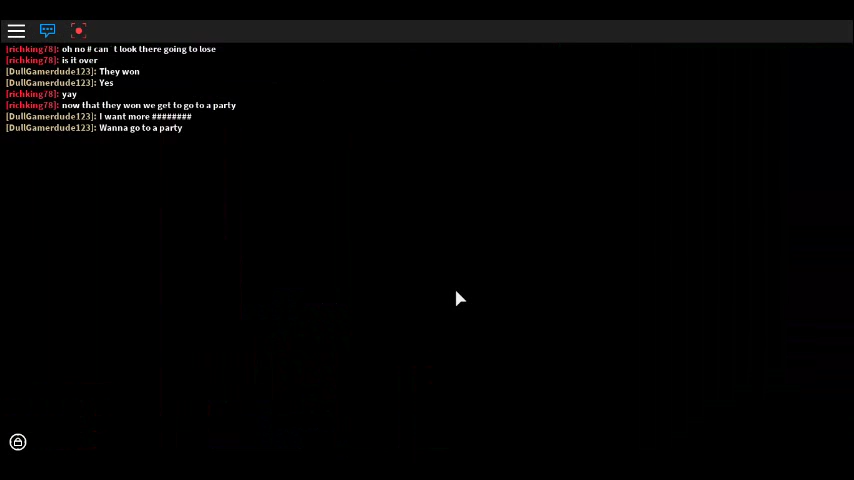 [richking78]: oh no # can t look there going to lose
[richking78]: is it over
[DullGamerdude123]: They won
[DullGamerdude123]: Yes
[richking78]: yay
[richking78]: now that they won we get to go to a party
[DullGamerdude123]: I want more ########
[DullGamerdude123]: Wanna go to a party